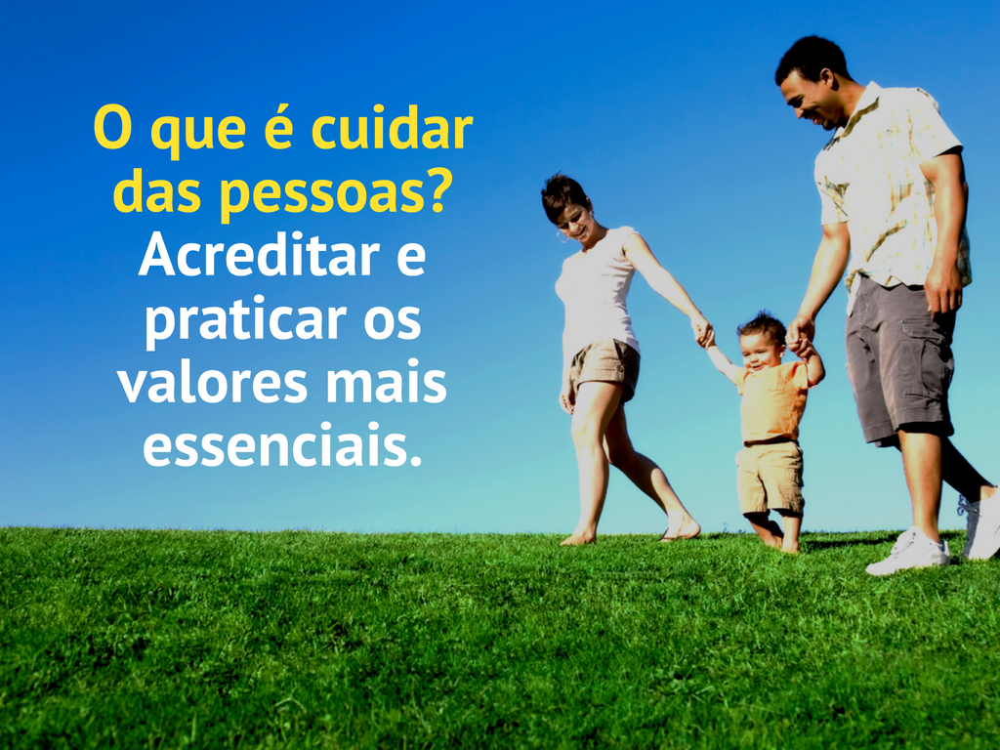 O que é cuidar
das pessoas?
Acreditar e
praticar os
valores mais
essenciais.